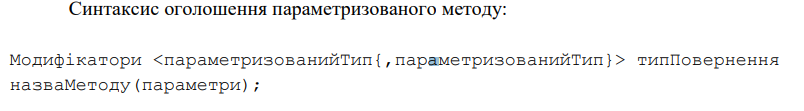 Синтаксис оголошення параметризованого методу:
Модифікатори <параметризованийТип{,параметризованийТип}> типПовернення
назваМетоду(параметри);